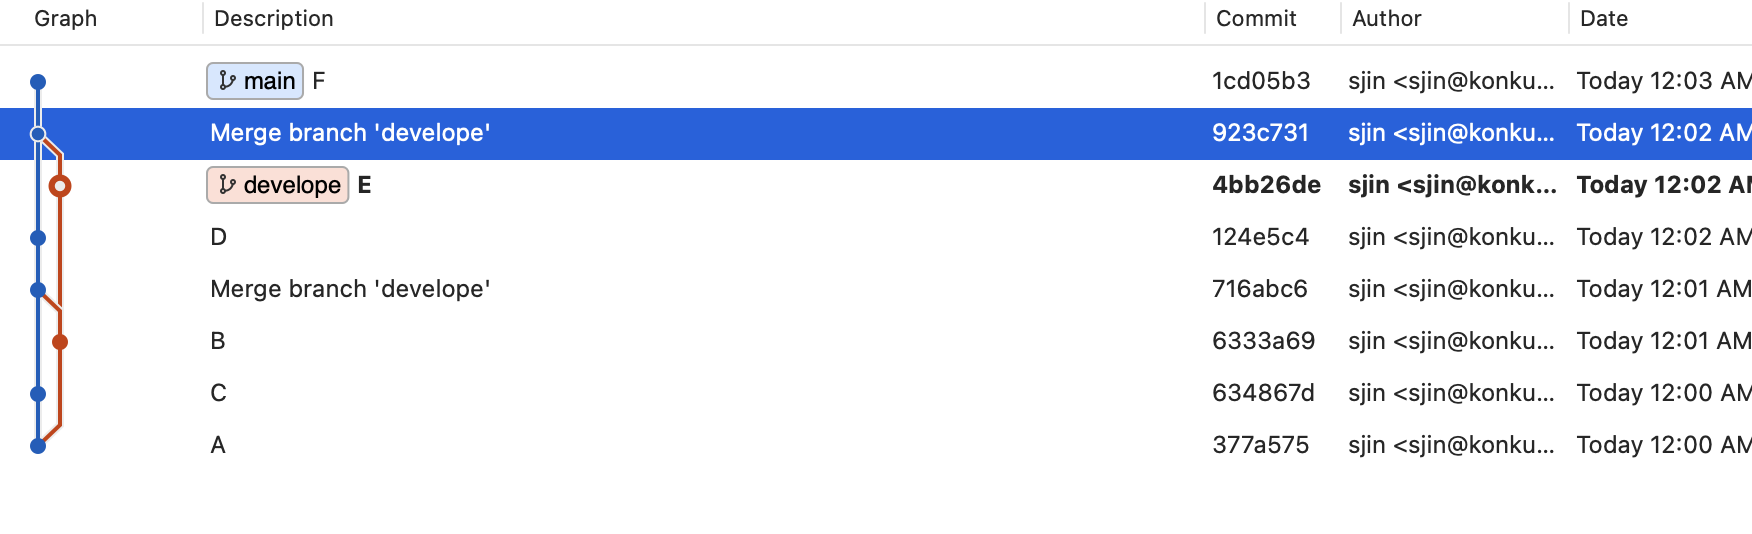 Graph Description Commit Author Date
main F 1cd05b3 sjin <sjin@konku... Today 12:03 AM
Merge branch 'develope' 923c731 sjin <sjin@konku... Today 12:02 AM
develope E 4bb26de sjin <sjin@konk... Today 12:02 AM
D 124e5c4 sjin <sjin@konku... Today 12:02 AM
Merge branch 'develope' 716abc6 sjin <sjin@konku... Today 12:01 AM
B 6333a69 sjin <sjin@konku... Today 12:01 AM
C 634867d sjin <sjin@konku... Today 12:00 AM
A 377a575 sjin <sjin@konku... Today 12:00 AM